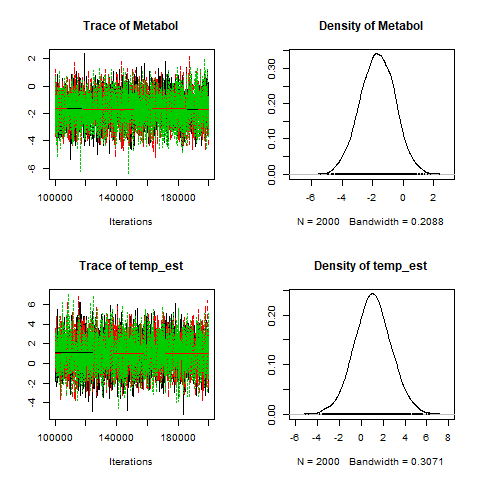 Trace of Metabol
2
0
-2
-4
-6
100000 140000 180000
Iterations
Density of Metabol
0.30
0.20
0.10
0.00
-6 -4 -2 0 2
N = 2000 Bandwidth = 0.2088
Trace of temp_est
6
4
2
0
-2
-4
100000 140000 180000
Iterations
Density of temp_est
0.20
0.10
0.00
-6 -4 -2 0 2 4 6 8
N = 2000 Bandwidth = 0.3071